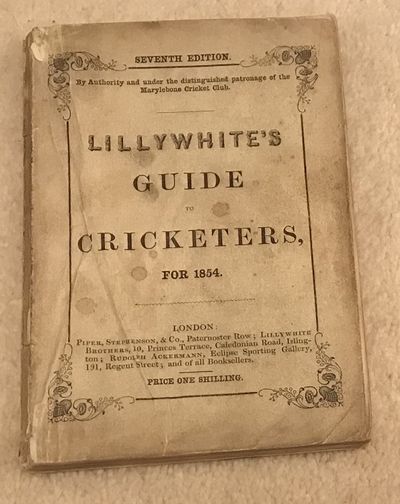 SEVENTH EDITION.
By Authority and under the distinguished patronage of the
Marylebone Cricket Club.
LILLYWHITE'S
GUIDE
TO
CRICKETERS,
FOR 1854.
LONDON:
PIPER, STEPHENSON, & Co., Paternoster Row; LILLYWHITE
BROTHERS, 10, Princes Terrace, Caledonian Road, Isling-
ton; RUDOLPH ACKERMANN, Eclipse Sporting Gallery,
191, Regent Street; and of all Booksellers.
PRICE ONE SHILLING.